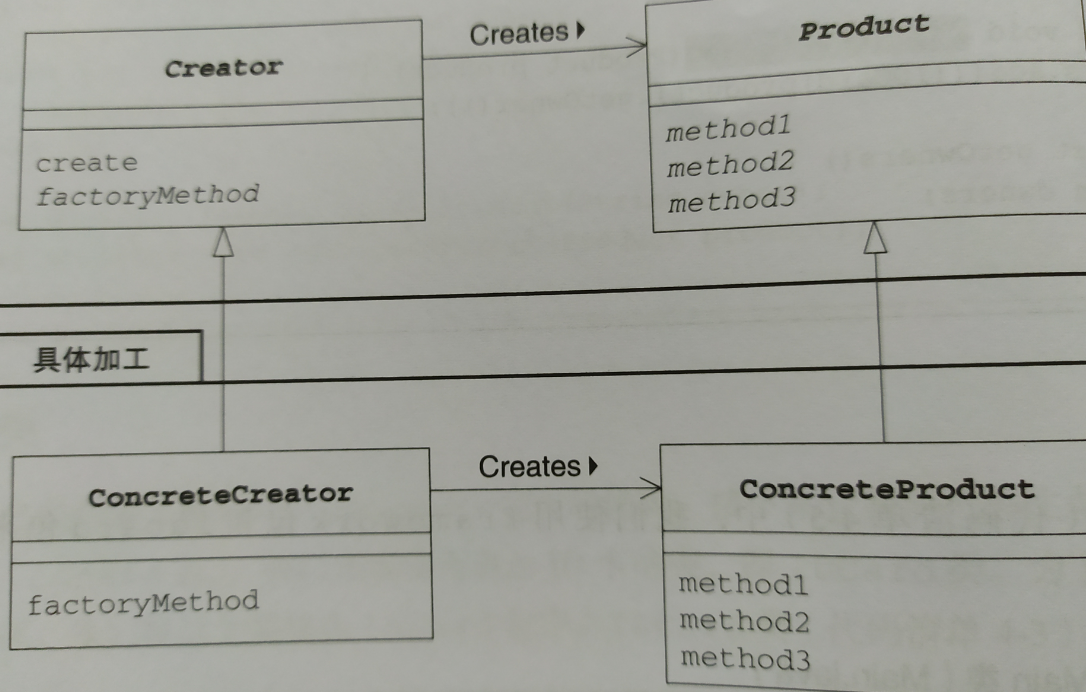 Creator
create
factoryMethod
Creates
Product
method1
method2
method3
具体加工
ConcreteCreator
factoryMethod
Creates
ConcreteProduct
method1
method2
method3